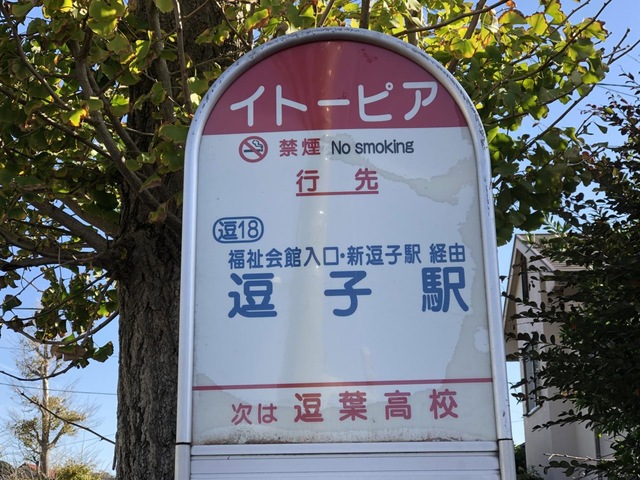 イトーピア
禁煙 No smoking
行先
逗18
福祉会館入口・新逗子駅 経由
逗子駅
次は 逗葉高校